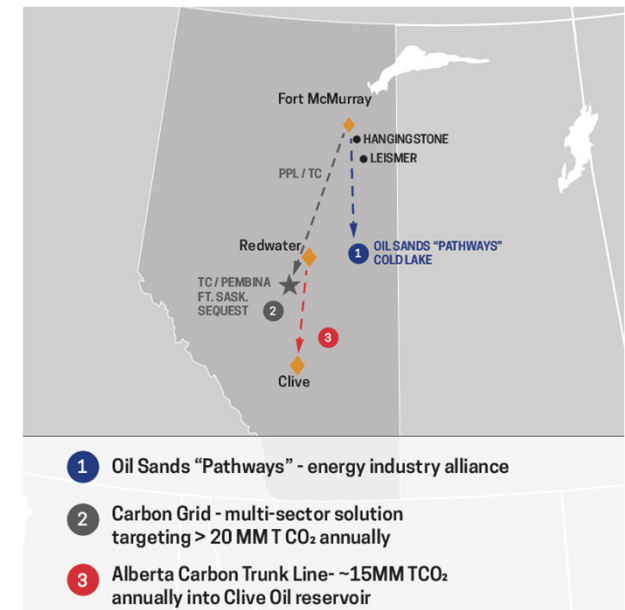 Fort McMurray
HANGINGSTONE
LEISMER
PPL / TC
Redwater
1
OIL SANDS “PATHWAYS”
COLD LAKE
TC / PEMBINA
FT. SASK.
SEQUEST
2
3
Clive
1 Oil Sands “Pathways” - energy industry alliance
2 Carbon Grid - multi-sector solution
targeting > 20 MM T CO₂ annually
3 Alberta Carbon Trunk Line- ~15MM TCO₂
annually into Clive Oil reservoir